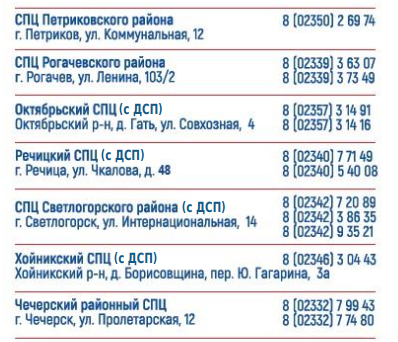 СПЦ Петриковского района 8 (02350) 2 69 74
г. Петриков, ул. Коммунальная, 12
СПЦ Рогачевского района 8 (02339) 3 63 07
г. Рогачев, ул. Ленина, 103/2 8 (02339) 3 73 49
Октябрьский СПЦ (с ДСП) 8 (02357) 3 14 91
Октябрьский р-н, д. Гать, ул. Совхозная, 4 8 (02357) 3 14 16
Речицкий СПЦ (с ДСП) 8 (02340) 7 71 49
г. Речица, ул. Чкалова, д. 48 8 (02340) 5 40 08
СПЦ Светлогорского района (с ДСП) 8 (02342) 7 20 89
г. Светлогорск, ул. Интернациональная, 14 8 (02342) 3 86 35
8 (02342) 9 35 21
Хойникский СПЦ (с ДСП) 8 (02346) 3 04 43
Хойникский р-н, д. Борисовщина, пер. Ю. Гагарина, 3а
Чечерский районный СПЦ 8 (02332) 7 99 43
г. Чечерск, ул. Пролетарская, 12 8 (02332) 7 74 80